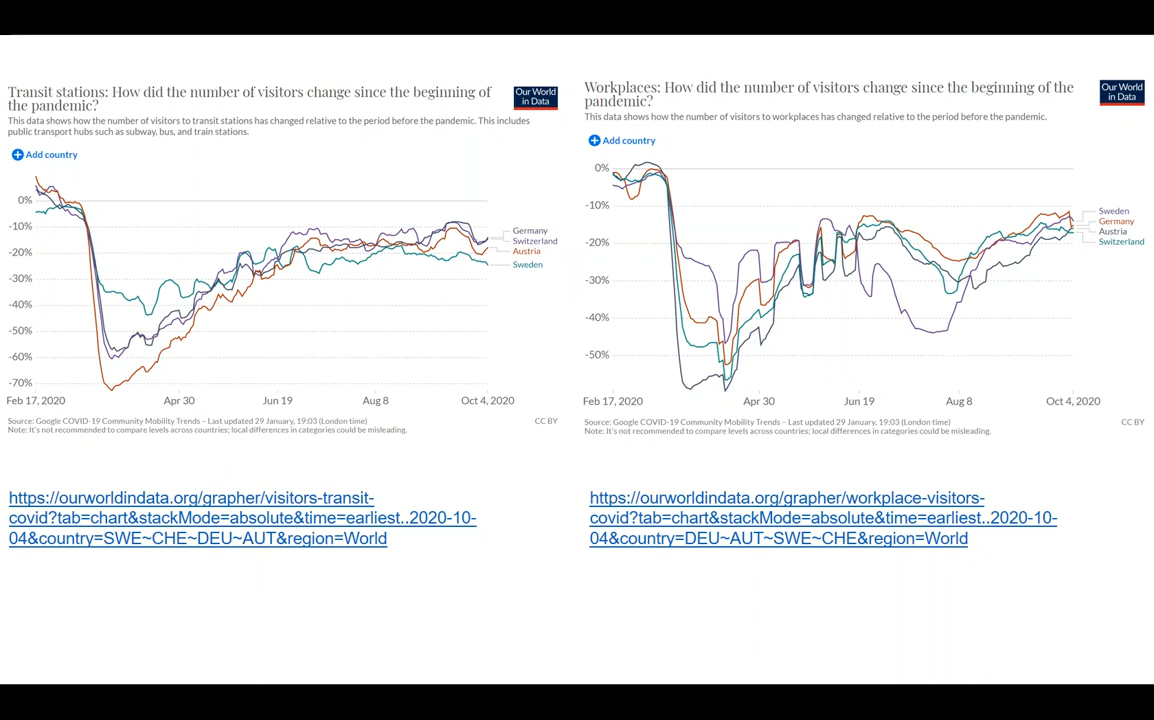 Transit stations: How did the number of visitors change since the beginning of
the pandemic?
Our World
in Data
This data shows how the number of visitors to transit stations has changed relative to the period before the pandemic. This includes
public transport hubs such as subway, bus, and train stations.
Add country
0%
-10%
-20%
-30%
-40%
-50%
-60%
-70%
Germany
Switzerland
Austria
Sweden
Feb 17, 2020
Apr 30
Jun 19
Aug 8
Oct 4, 2020
Source: Google COVID-19 Community Mobility Trends – Last updated 29 January, 19:03 (London time)
CC BY
Note: It's not recommended to compare levels across countries; local differences in categories could be misleading.
https://ourworldindata.org/grapher/visitors-transit-
covid?tab=chart&stackMode=absolute&time=earliest..2020-10-
04&country=SWE~CHE~DEU~AUT&region=World
Workplaces: How did the number of visitors change since the beginning of the
pandemic?
Our World
in Data
This data shows how the number of visitors to workplaces has changed relative to the period before the pandemic.
Add country
0%
-10%
-20%
-30%
-40%
-50%
Sweden
Germany
Austria
Switzerland
Feb 17, 2020
Apr 30
Jun 19
Aug 8
Oct 4, 2020
Source: Google COVID-19 Community Mobility Trends – Last updated 29 January, 19:03 (London time)
CC BY
Note: It's not recommended to compare levels across countries; local differences in categories could be misleading.
https://ourworldindata.org/grapher/workplace-visitors-
covid?tab=chart&stackMode=absolute&time=earliest..2020-10-
04&country=DEU~AUT~SWE~CHE&region=World